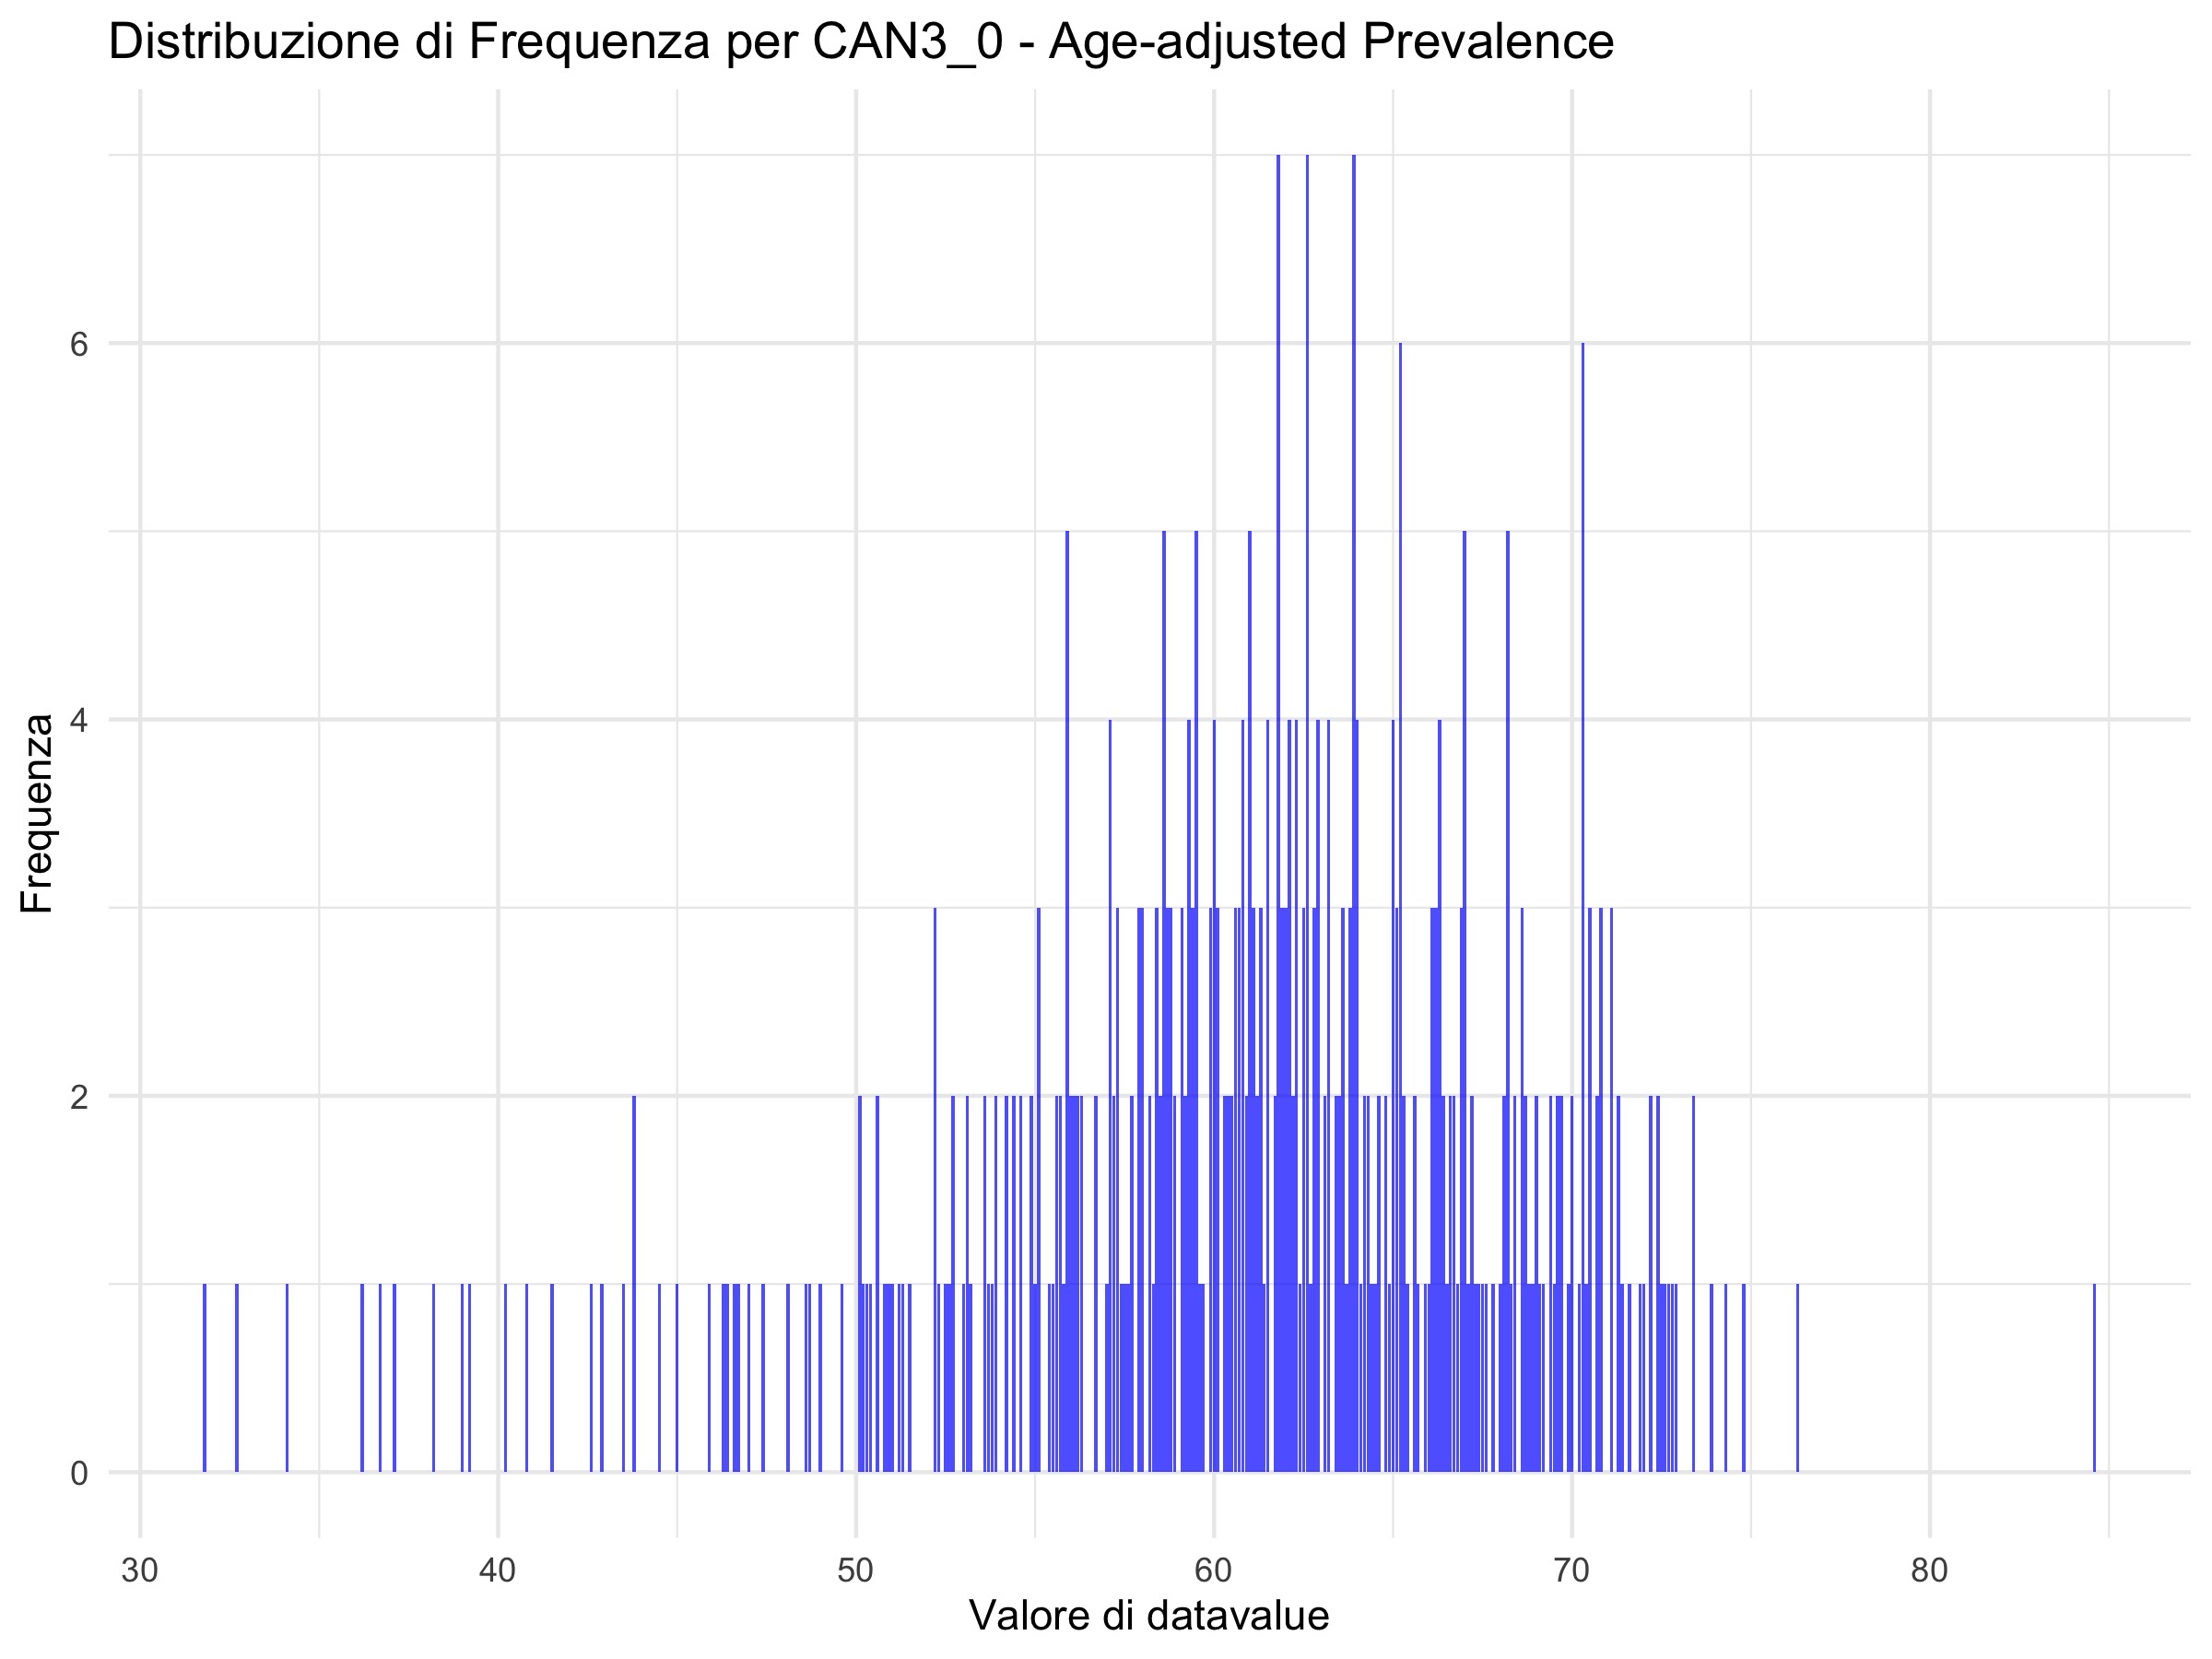 Distribuzione di Frequenza per CAN3_0 - Age-adjusted Prevalence
Frequenza
6
4
2
0
30 40 50 60 70 80
Valore di datavalue